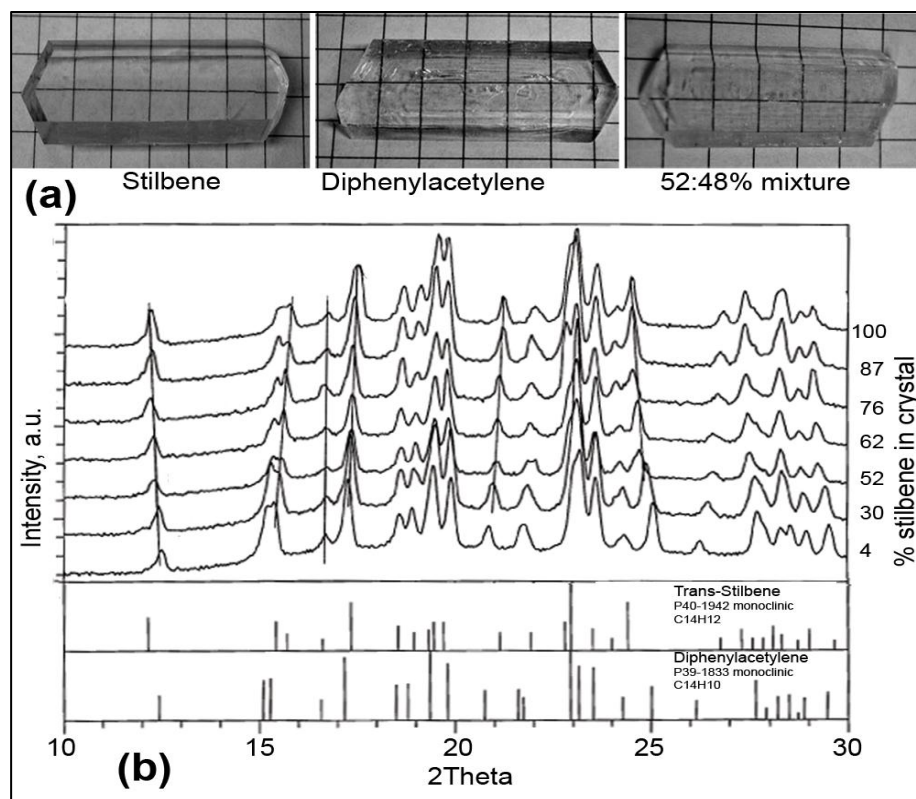 Stilbene
Diphenylacetylene
52:48% mixture
(a)
Intensity, a.u.
% stilbene in crystal
100
87
76
62
52
30
4
Trans-Stilbene
P40-1942 monoclinic
C14H12
Diphenylacetylene
P39-1833 monoclinic
C14H10
10
15
20
25
30
(b)
2Theta